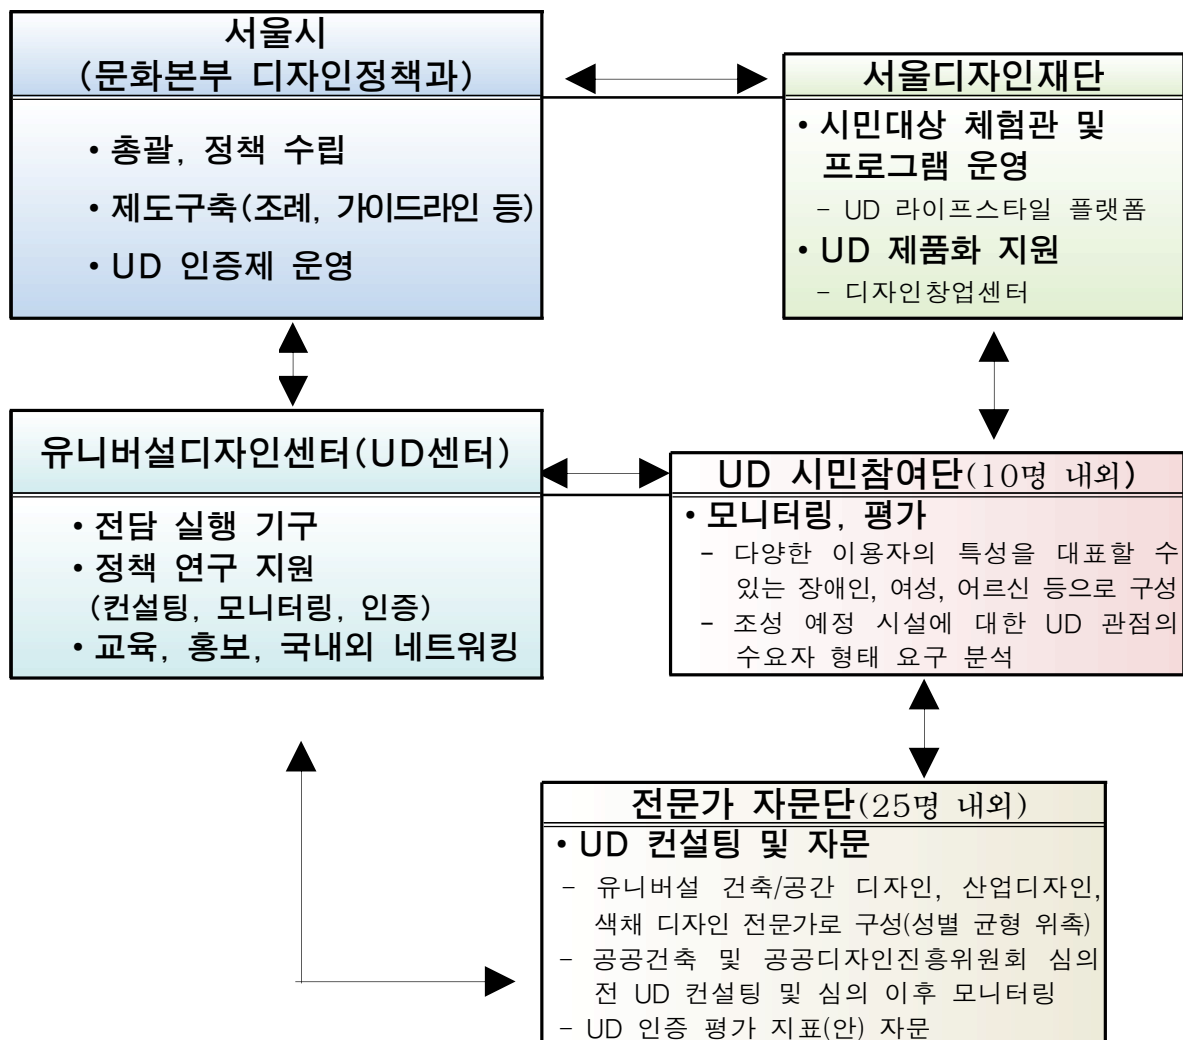 서울시
(문화본부 디자인정책과)
• 총괄, 정책 수립
• 제도구축(조례, 가이드라인 등)
• UD 인증제 운영
서울디자인재단
• 시민대상 체험관 및
프로그램 운영
- UD 라이프스타일 플랫폼
• UD 제품화 지원
- 디자인창업센터
유니버설디자인센터(UD센터)
• 전담 실행 기구
• 정책 연구 지원
(컨설팅, 모니터링, 인증)
• 교육, 홍보, 국내외 네트워킹
UD 시민참여단(10명 내외)
• 모니터링, 평가
- 다양한 이용자의 특성을 대표할 수
있는 장애인, 여성, 어르신 등으로 구성
- 조성 예정 시설에 대한 UD 관점의
수요자 형태 요구 분석
전문가 자문단(25명 내외)
• UD 컨설팅 및 자문
- 유니버설 건축/공간 디자인, 산업디자인,
색채 디자인 전문가로 구성(성별 균형 위촉)
- 공공건축 및 공공디자인진흥위원회 심의
전 UD 컨설팅 및 심의 이후 모니터링
- UD 인증 평가 지표(안) 자문